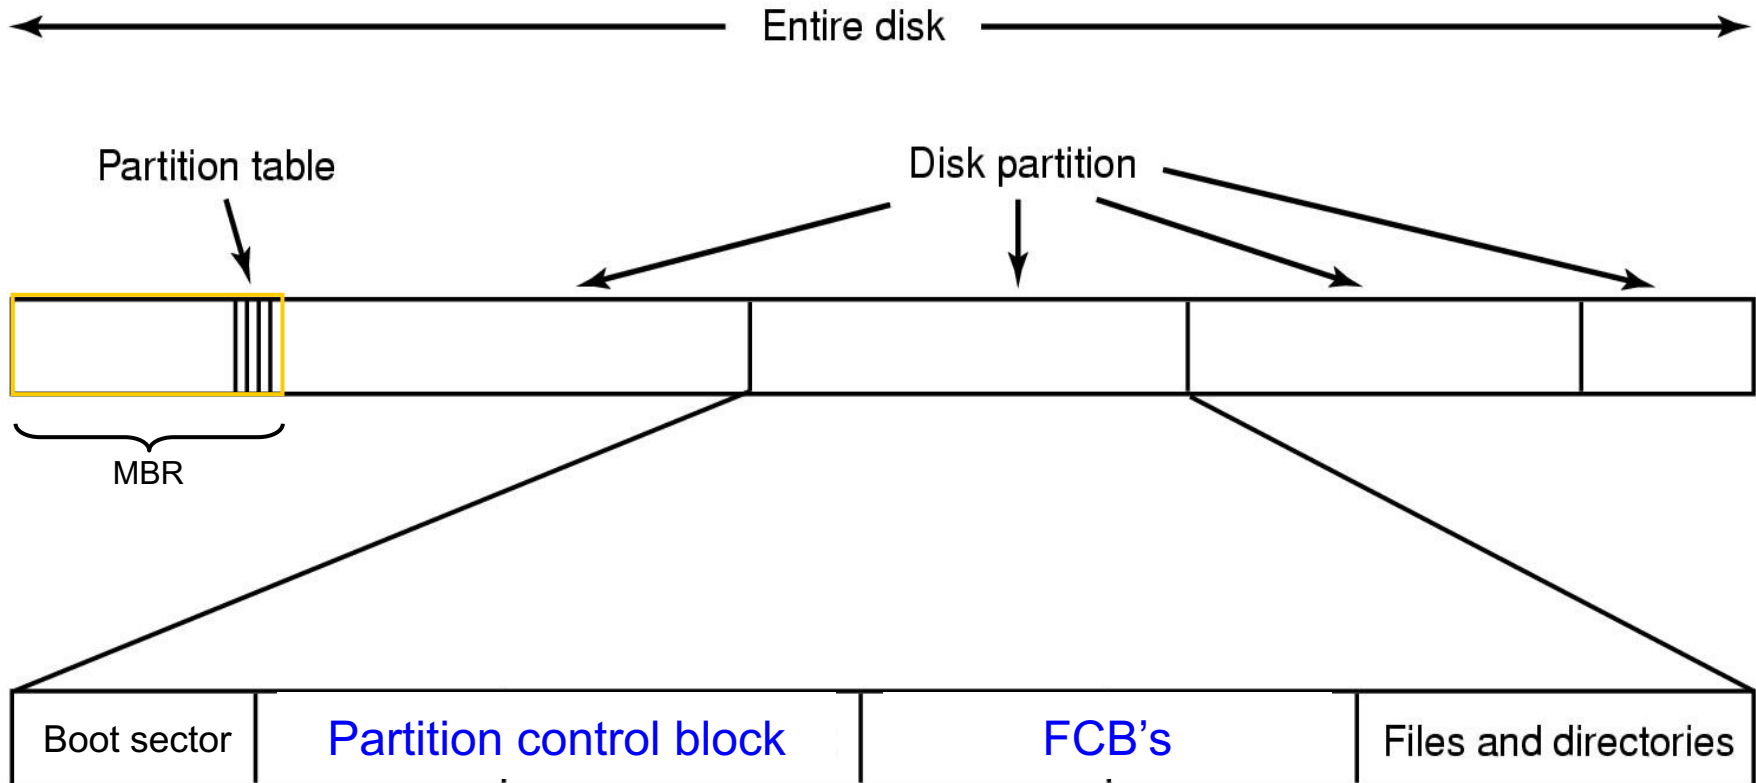 Entire disk
Partition table
Disk partition
MBR
Boot sector
Partition control block
FCB's
Files and directories